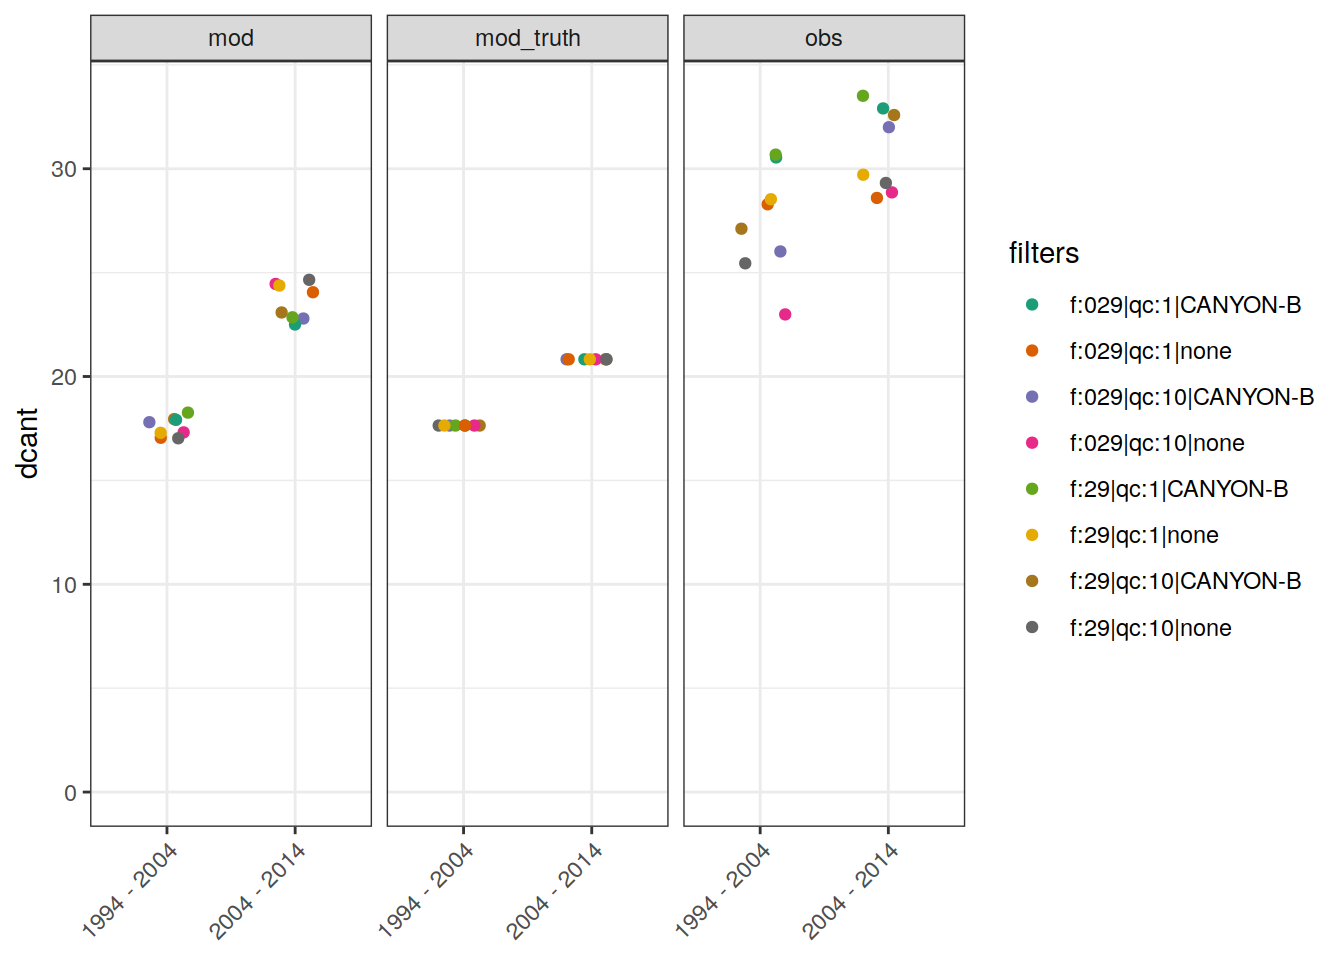 mod
mod_truth
obs
dcant
30
20
10
0
1994 - 2004
2004 - 2014
1994 - 2004
2004 - 2014
1994 - 2004
2004 - 2014
filters
f:029|qc:1|CANYON-B
f:029|qc:1|none
f:029|qc:10|CANYON-B
f:029|qc:10|none
f:29|qc:1|CANYON-B
f:29|qc:1|none
f:29|qc:10|CANYON-B
f:29|qc:10|none